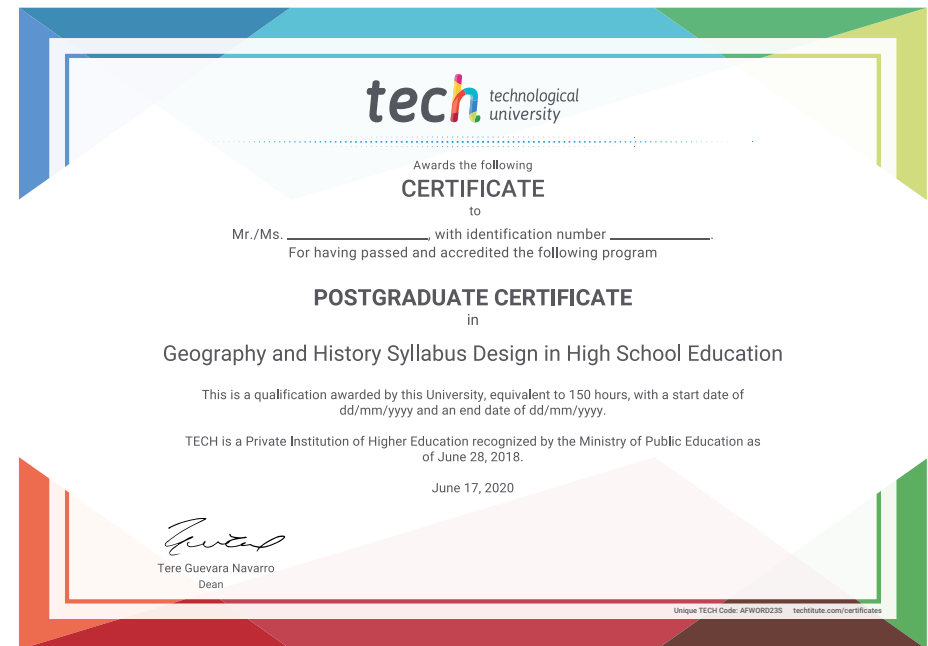 tech technological
university
Awards the following
CERTIFICATE
to
Mr./Ms. ____________________, with identification number ______________.
For having passed and accredited the following program
POSTGRADUATE CERTIFICATE
in
Geography and History Syllabus Design in High School Education
This is a qualification awarded by this University, equivalent to 150 hours, with a start date of
dd/mm/yyyy and an end date of dd/mm/yyyy.
TECH is a Private Institution of Higher Education recognized by the Ministry of Public Education as
of June 28, 2018.
June 17, 2020
Tere Guevara Navarro
Dean
Unique TECH Code: AFWORD23S techtitute.com/certificates